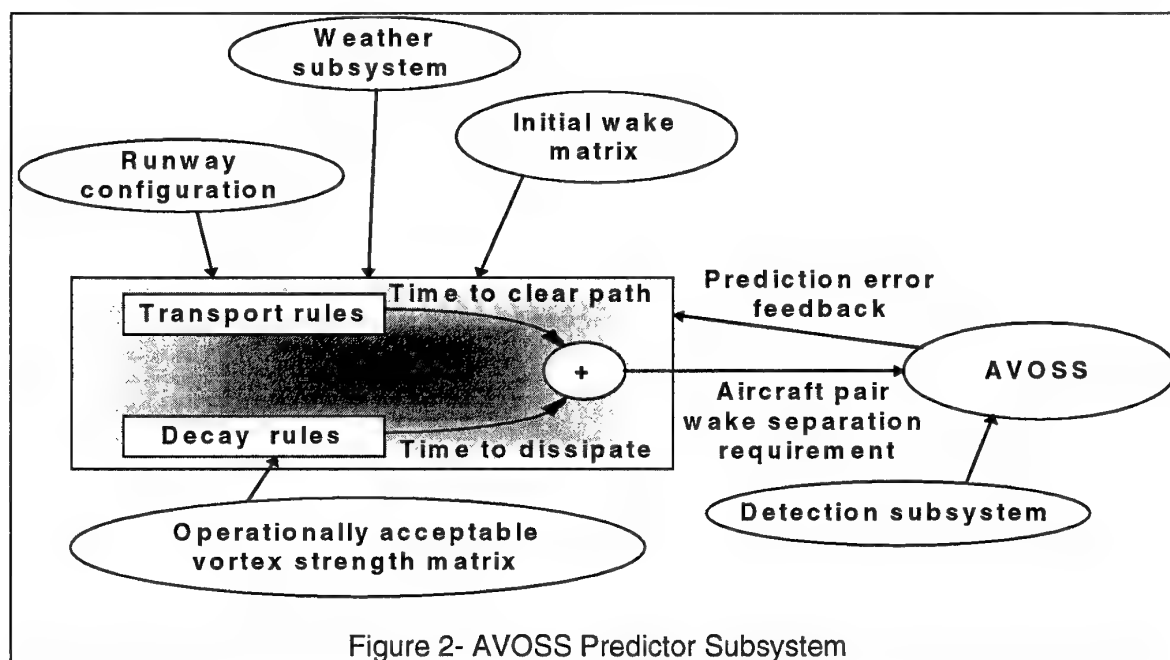 Weather
subsystem
Initial wake
matrix
Runway
configuration
Time to clear path
Transport rules
Prediction error
feedback
+
AVOSS
Aircraft pair
wake separation
requirement
Decay rules
Time to dissipate
Detection subsystem
Operationally acceptable
vortex strength matrix
Figure 2- AVOSS Predictor Subsystem